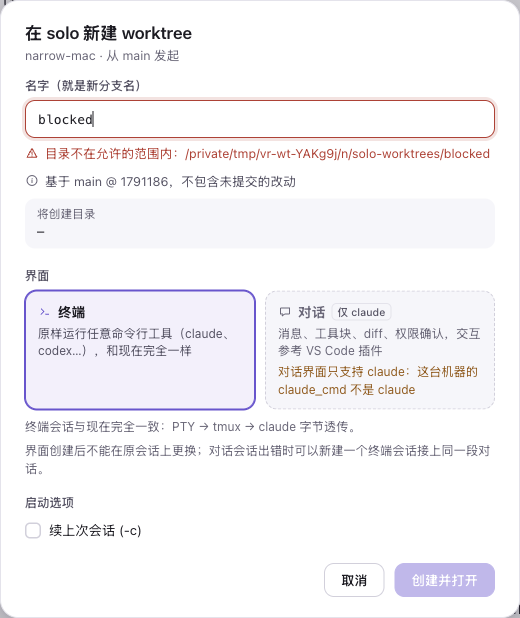 在 solo 新建 worktree
narrow-mac · 从 main 发起
名字（就是新分支名）
blocked
目录不在允许的范围内：/private/tmp/vr-wt-YAKg9j/n/solo-worktrees/blocked
基于 main @ 1791186，不包含未提交的改动
将创建目录
—
界面
终端
原样运行任意命令行工具（claude、
codex…），和现在完全一样
对话 仅 claude
消息、工具块、diff、权限确认，交互
参考 VS Code 插件
对话界面只支持 claude：这台机器的
claude_cmd 不是 claude
终端会话与现在完全一致：PTY → tmux → claude 字节透传。
界面创建后不能在原会话上更换；对话会话出错时可以新建一个终端会话接上同一段对
话。
启动选项
续上次会话 (-c)
取消
创建并打开